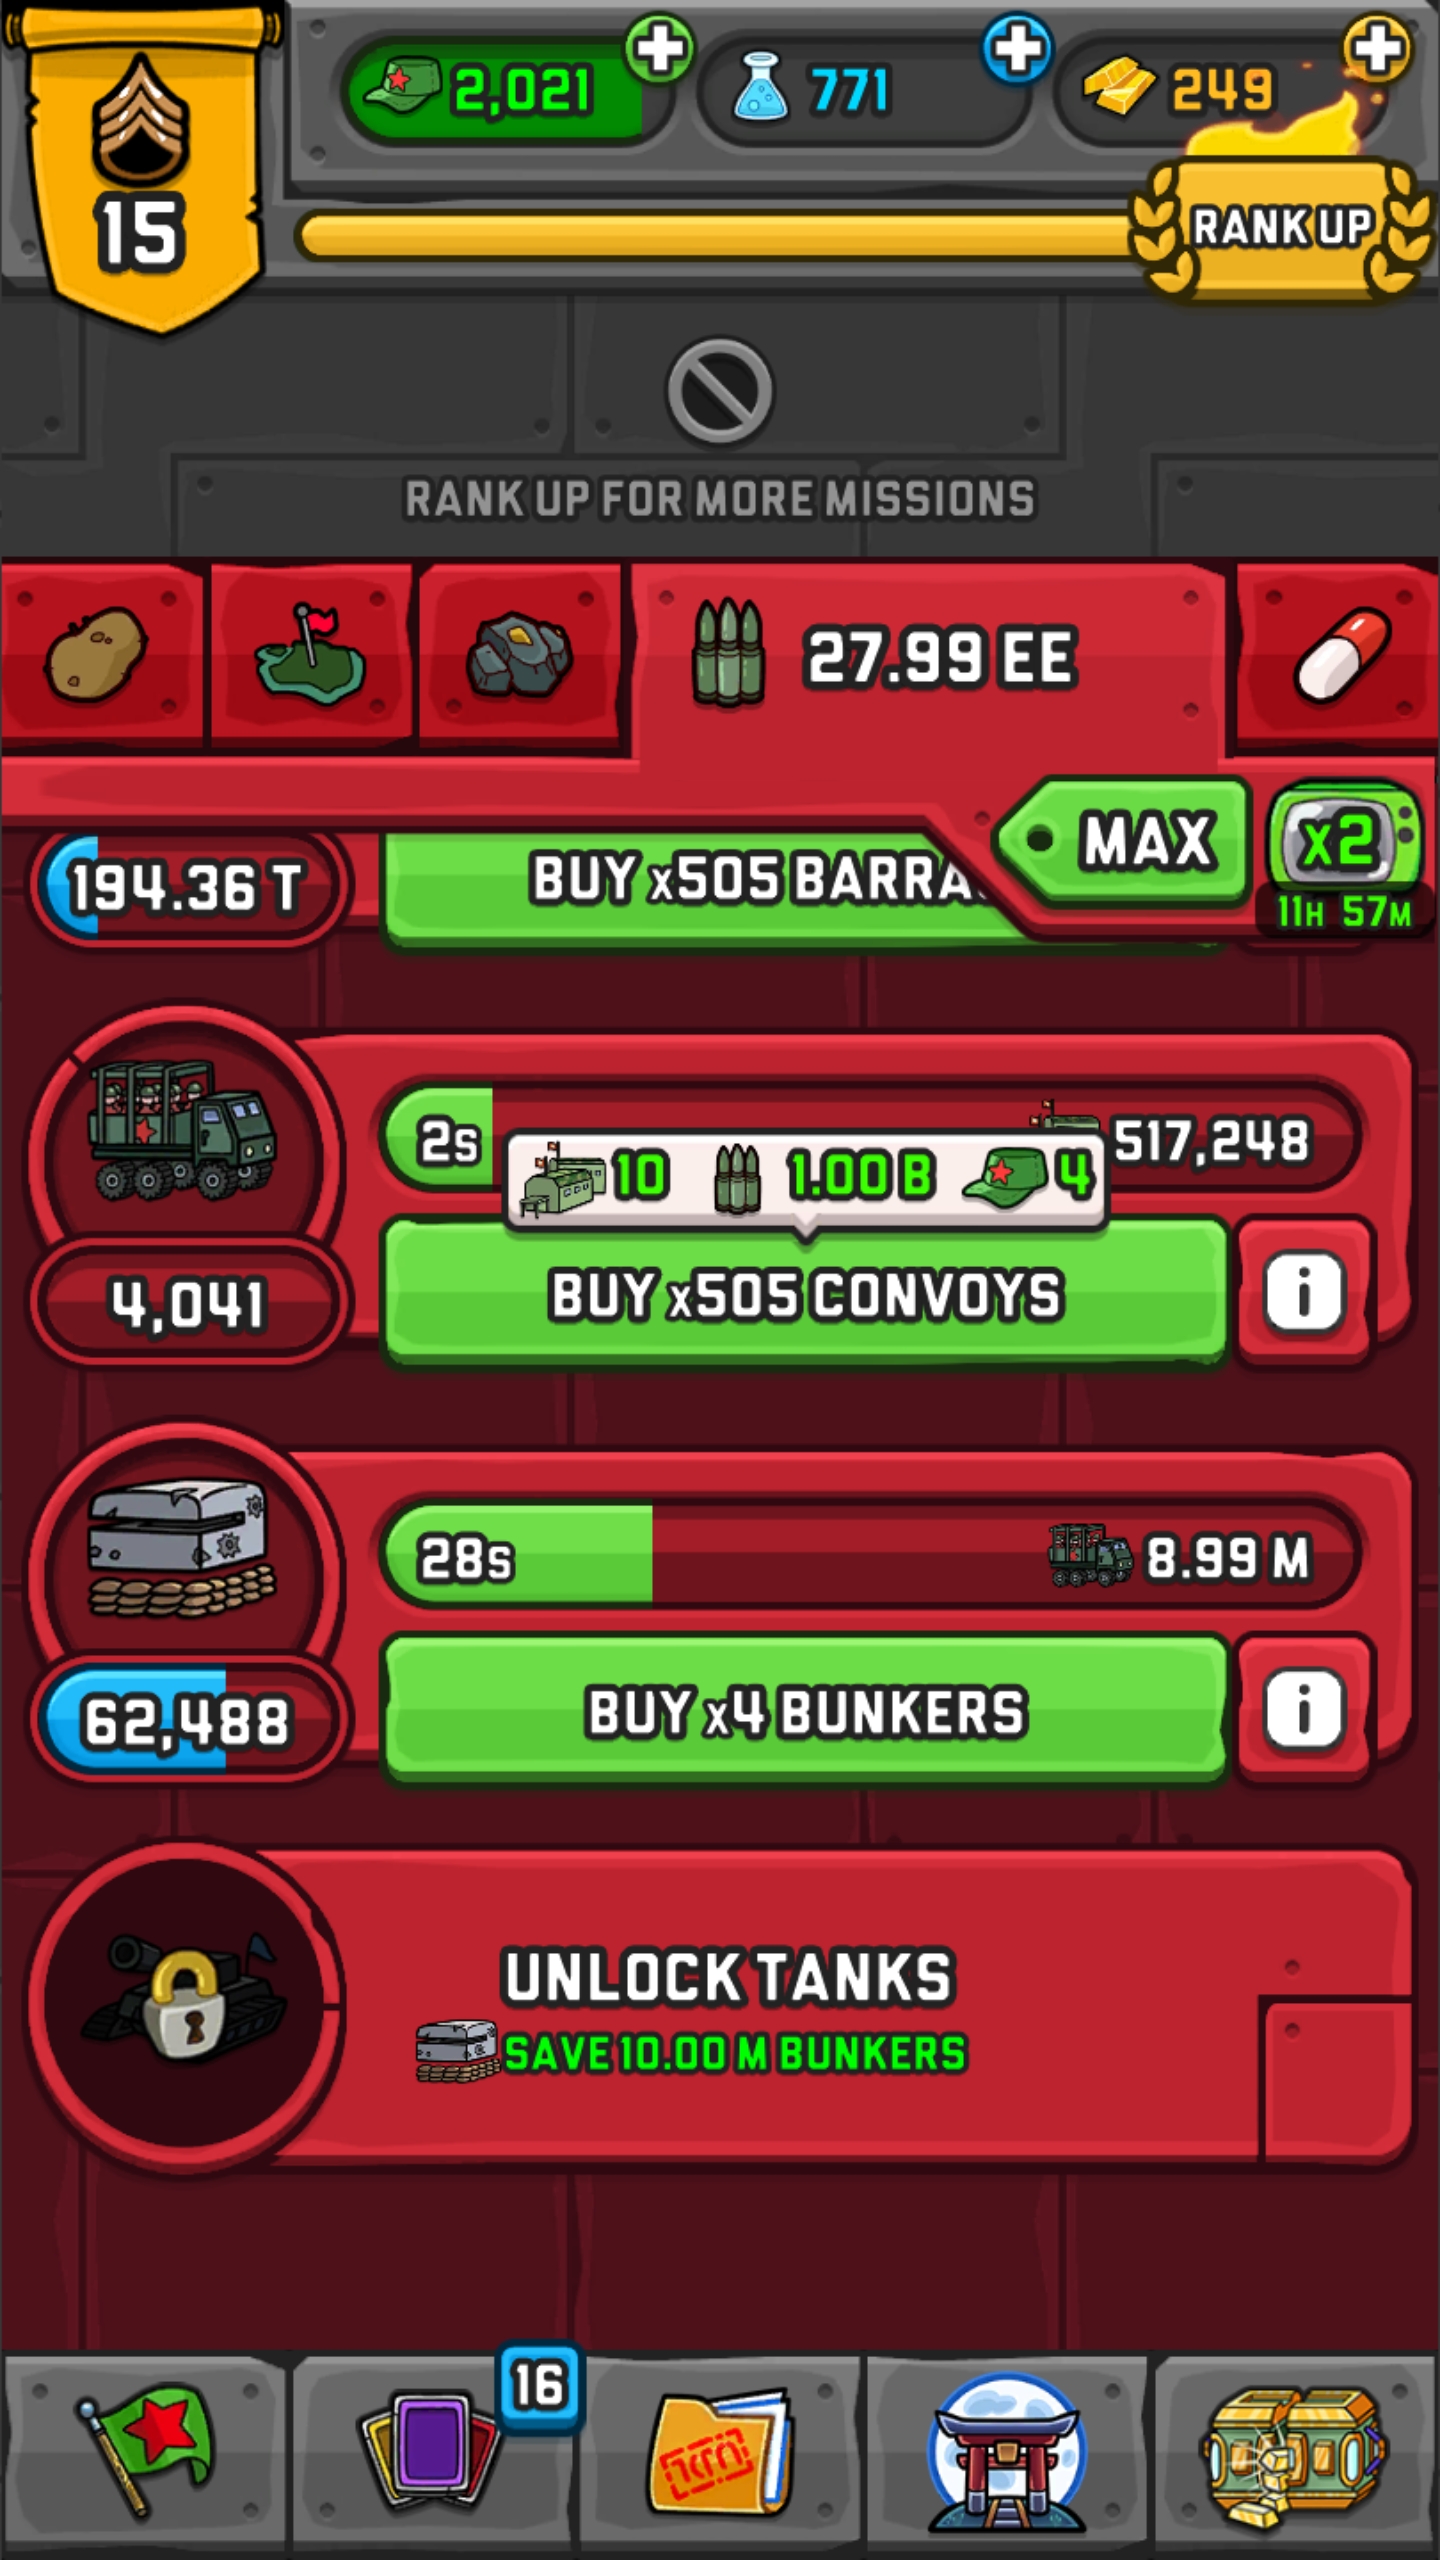 2,021
771
249
15
RANK UP
RANK UP FOR MORE MISSIONS
27.99 EE
MAX
x2
11H 57M
194.36 T
BUY x505 BARRA
2s
517,248
10
1.00 B
4
4,041
BUY x505 CONVOYS
i
28s
8.99 M
62,488
BUY x4 BUNKERS
i
UNLOCK TANKS
SAVE 10.00 M BUNKERS
16